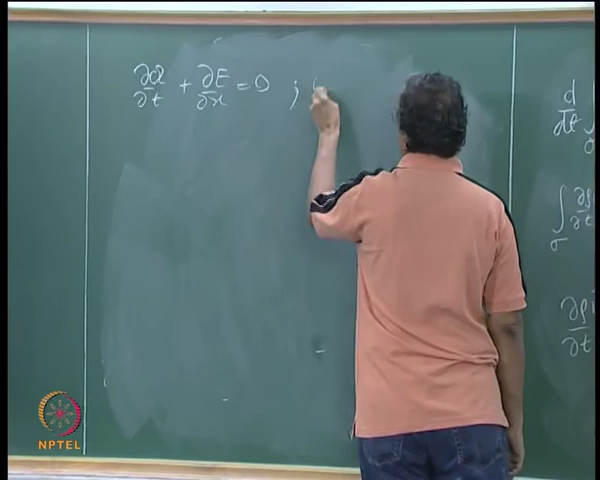 ∂Q/∂t + ∂E/∂x = 0 ;
d/dt ∫
∫σ ∂ρ/∂t
∂ρ/∂t
NPTEL